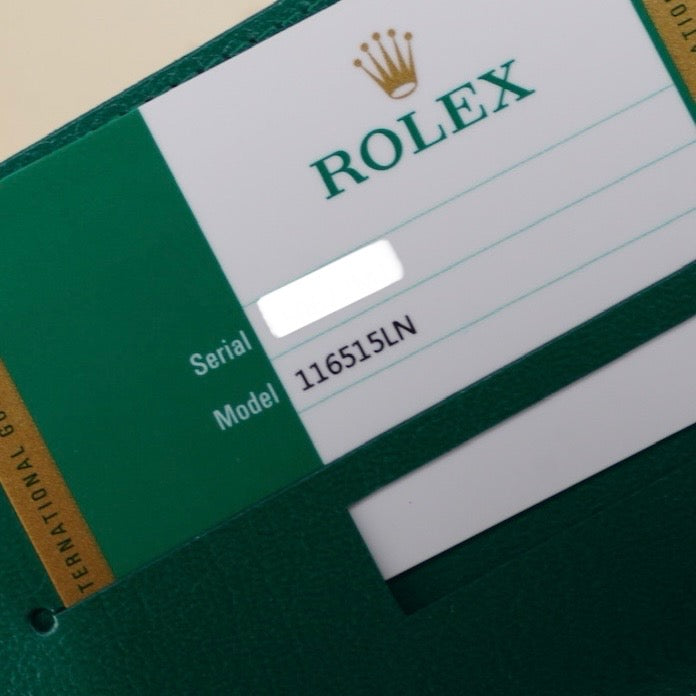 ROLEX
Serial
Model 116515LN
TERNATIONAL GU